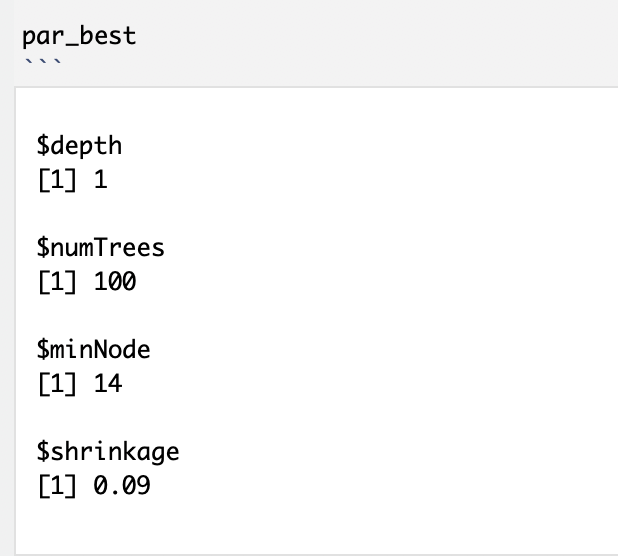 par_best
```
$depth
[1] 1
$numTrees
[1] 100
$minNode
[1] 14
$shrinkage
[1] 0.09